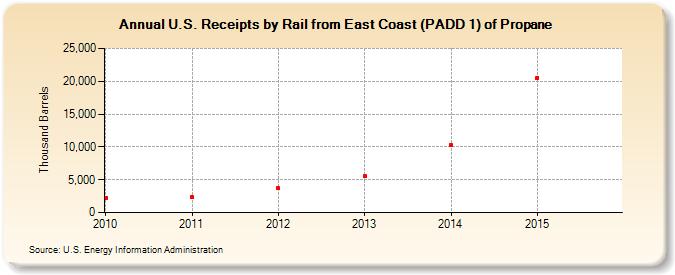 Annual U.S. Receipts by Rail from East Coast (PADD 1) of Propane
Thousand Barrels
25,000
20,000
15,000
10,000
5,000
0
2010 2011 2012 2013 2014 2015
Source: U.S. Energy Information Administration